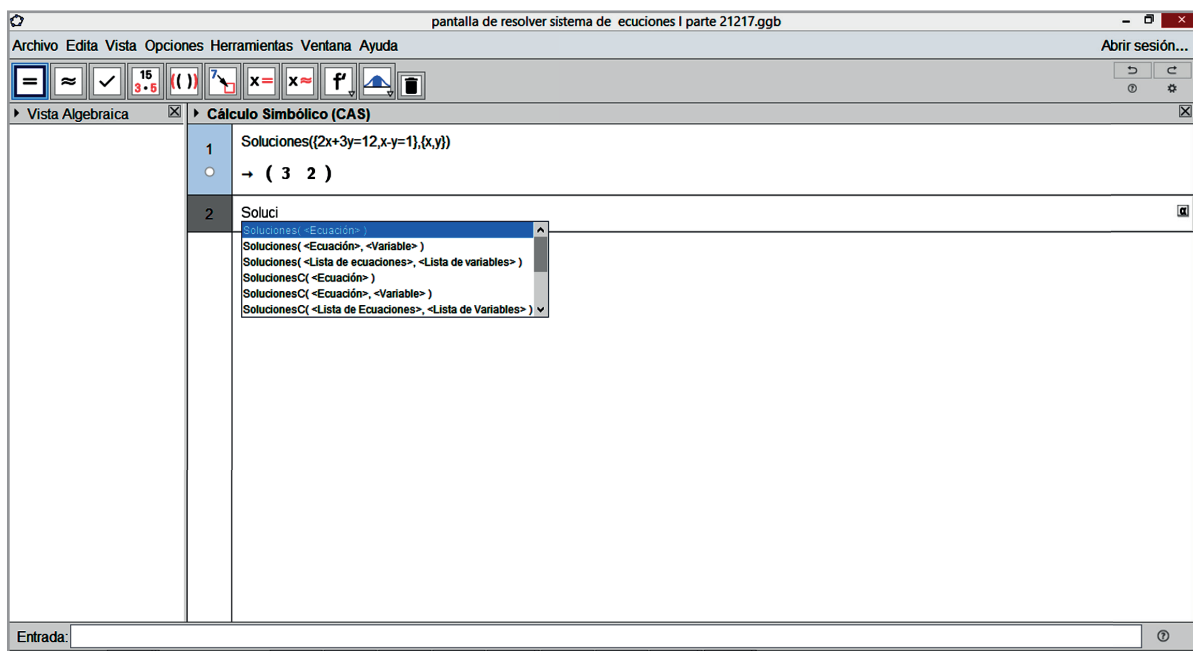 pantalla de resolver sistema de ecuciones I parte 21217.ggb
Archivo Edita Vista Opciones Herramientas Ventana Ayuda Abrir sesión...
= ≈ ✓ 15 3•5 (( )) 7 x= x≈ f'
Vista Algebraica Cálculo Simbólico (CAS)
1 Soluciones({2x+3y=12,x-y=1},{x,y})
→ ( 3 2 )
2 Soluci α
Soluciones( <Ecuación> )
Soluciones( <Ecuación>, <Variable> )
Soluciones( <Lista de ecuaciones>, <Lista de variables> )
SolucionesC( <Ecuación> )
SolucionesC( <Ecuación>, <Variable> )
SolucionesC( <Lista de Ecuaciones>, <Lista de Variables> )
Entrada: